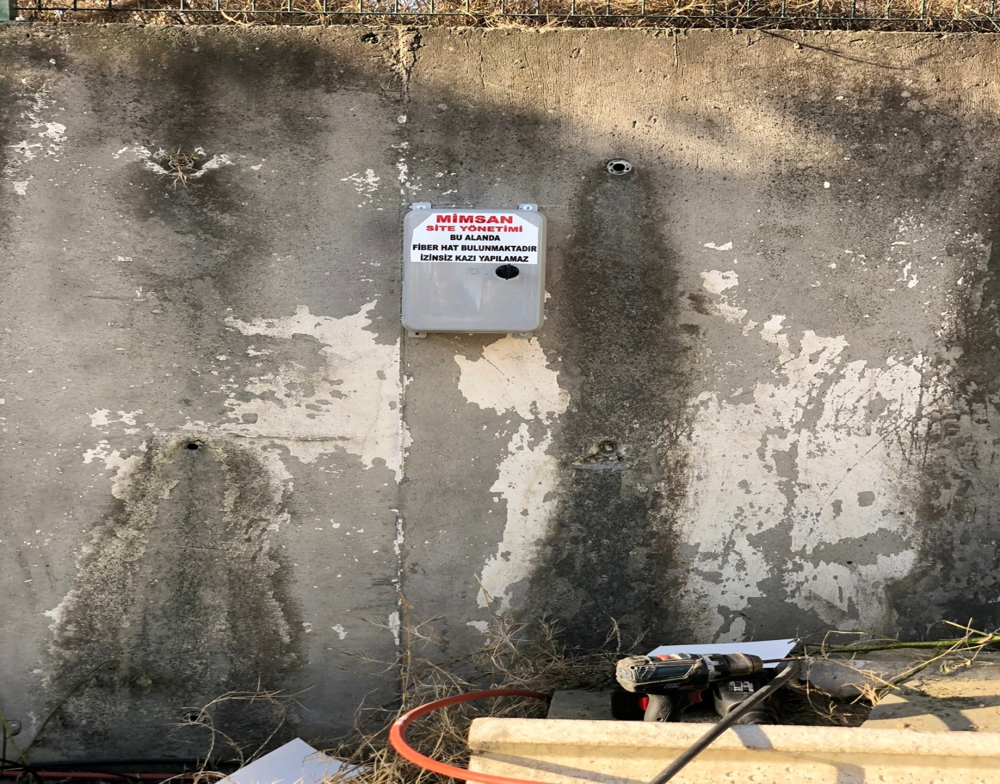 MİMSAN
SİTE YÖNETİMİ
BU ALANDA
FİBER HAT BULUNMAKTADIR
İZİNSİZ KAZI YAPILAMAZ